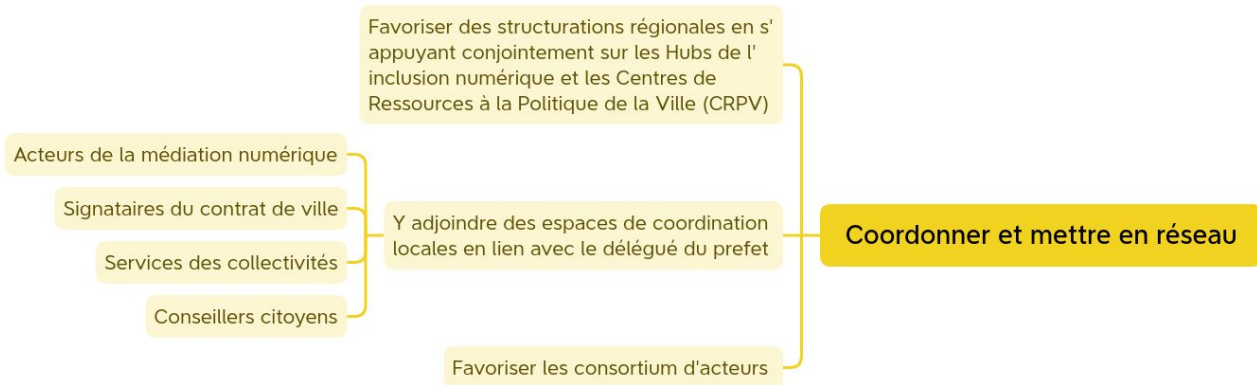 Favoriser des structurations régionales en s'
appuyant conjointement sur les Hubs de l'
inclusion numérique et les Centres de
Ressources à la Politique de la Ville (CRPV)
Acteurs de la médiation numérique
Signataires du contrat de ville
Services des collectivités
Conseillers citoyens
Y adjoindre des espaces de coordination
locales en lien avec le délégué du prefet
Coordonner et mettre en réseau
Favoriser les consortium d'acteurs